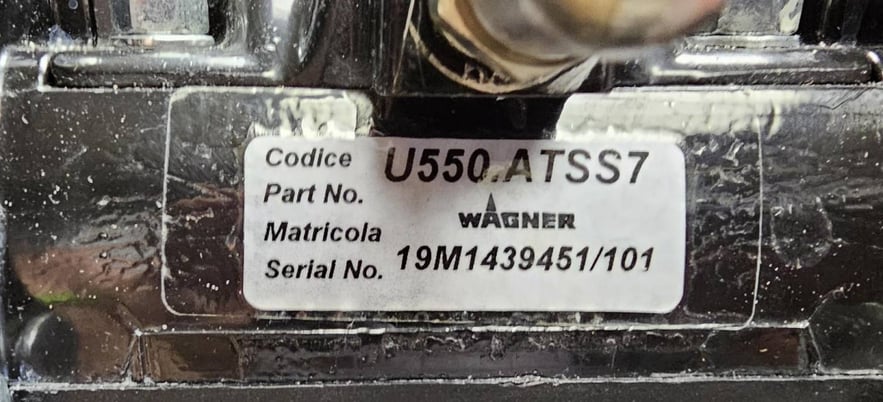 Codice U550.ATSS7
Part No.
WAGNER
Matricola
Serial No. 19M1439451/101